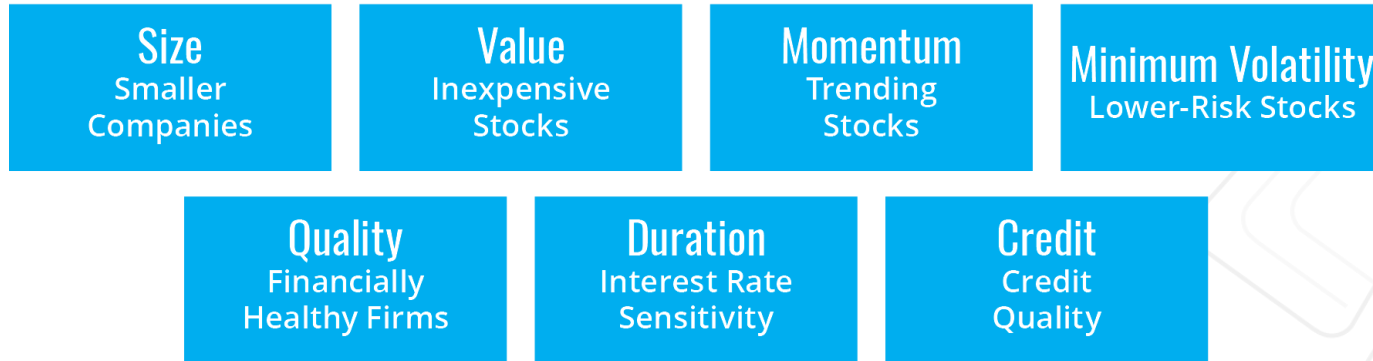 Size
Smaller
Companies
Value
Inexpensive
Stocks
Momentum
Trending
Stocks
Minimum Volatility
Lower-Risk Stocks
Quality
Financially
Healthy Firms
Duration
Interest Rate
Sensitivity
Credit
Credit
Quality